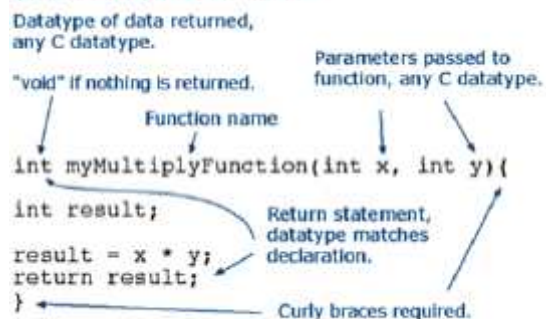 Datatype of data returned,
any C datatype.
"void" if nothing is returned.
Parameters passed to
function, any C datatype.
Function name
int myMultiplyFunction(int x, int y){
int result;
result = x * y;
return result;
}
Return statement,
datatype matches
declaration.
Curly braces required.